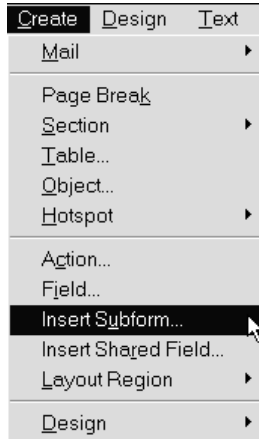 Create Design Text
Mail
Page Break
Section
Table...
Object...
Hotspot
Action...
Field...
Insert Subform...
Insert Shared Field...
Layout Region
Design